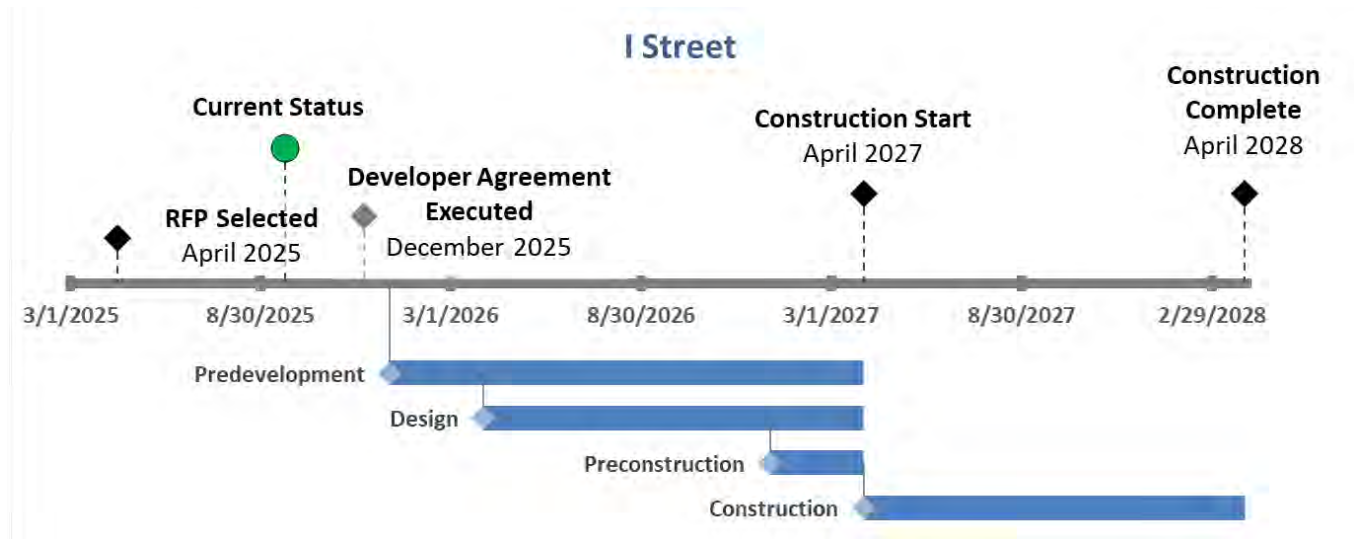 I Street
Construction
Complete
April 2028
Current Status
Construction Start
April 2027
Developer Agreement
Executed
December 2025
RFP Selected
April 2025
3/1/2025
8/30/2025
3/1/2026
8/30/2026
3/1/2027
8/30/2027
2/29/2028
Predevelopment
Design
Preconstruction
Construction